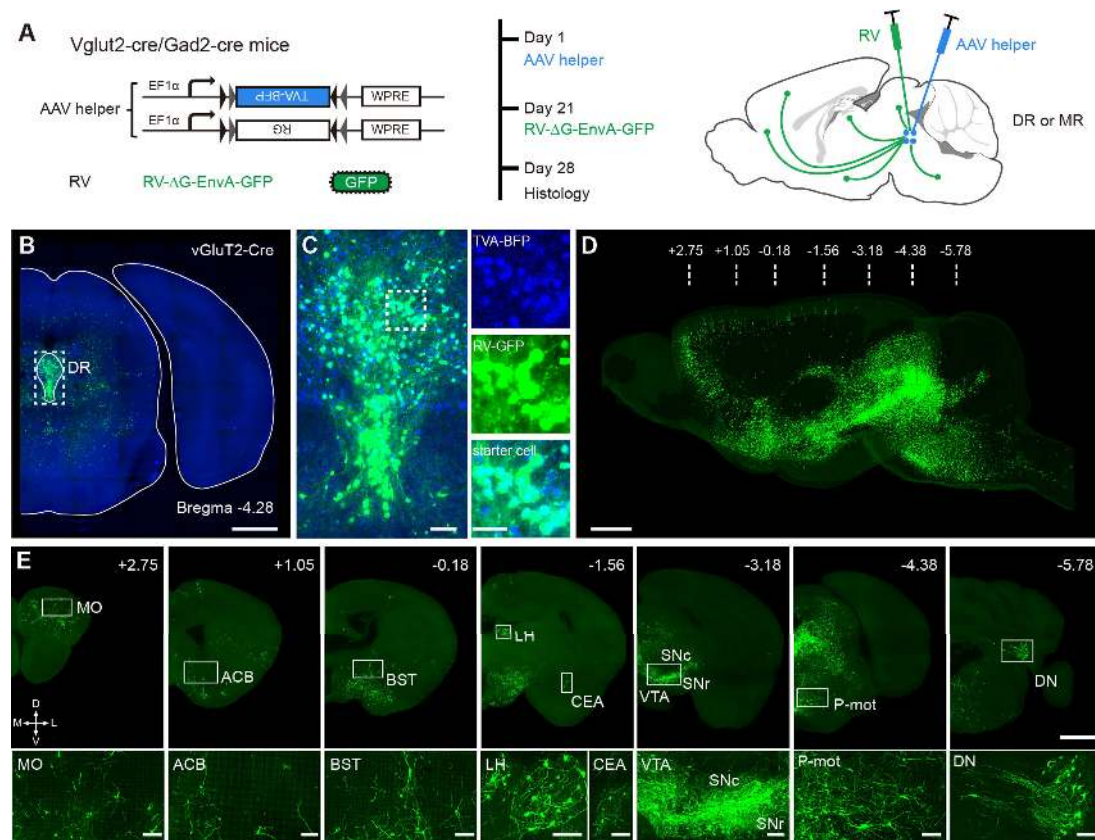 A
Vglut2-cre/Gad2-cre mice
AAV helper
EF1α
TVA-BFP
WPRE
EF1α
RG
WPRE
RV
RV-ΔG-EnvA-GFP
GFP
Day 1
AAV helper
Day 21
RV-ΔG-EnvA-GFP
Day 28
Histology
RV
AAV helper
DR or MR
B
vGluT2-Cre
DR
Bregma -4.28
C
TVA-BFP
RV-GFP
starter cell
D
+2.75 +1.05 -0.18 -1.56 -3.18 -4.38 -5.78
E
+2.75
MO
D
M L
V
+1.05
ACB
-0.18
BST
-1.56
LH
CEA
-3.18
SNc
VTA
SNr
-4.38
P-mot
-5.78
DN
MO
ACB
BST
LH
CEA
VTA
SNc
SNr
P-mot
DN